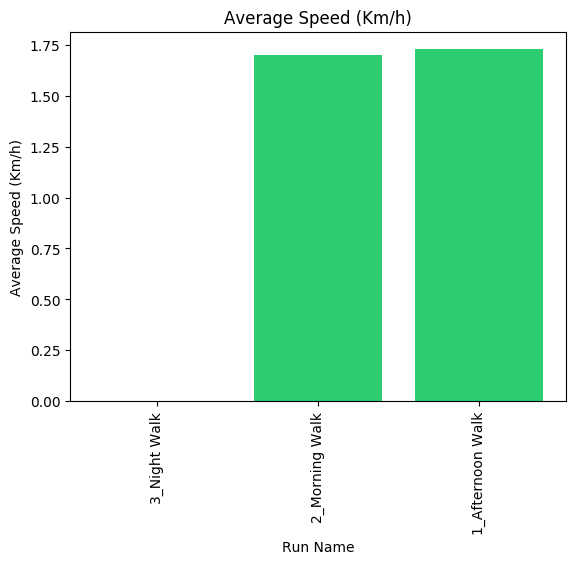 Average Speed (Km/h)
Average Speed (Km/h)
1.75
1.50
1.25
1.00
0.75
0.50
0.25
0.00
3_Night Walk
2_Morning Walk
1_Afternoon Walk
Run Name